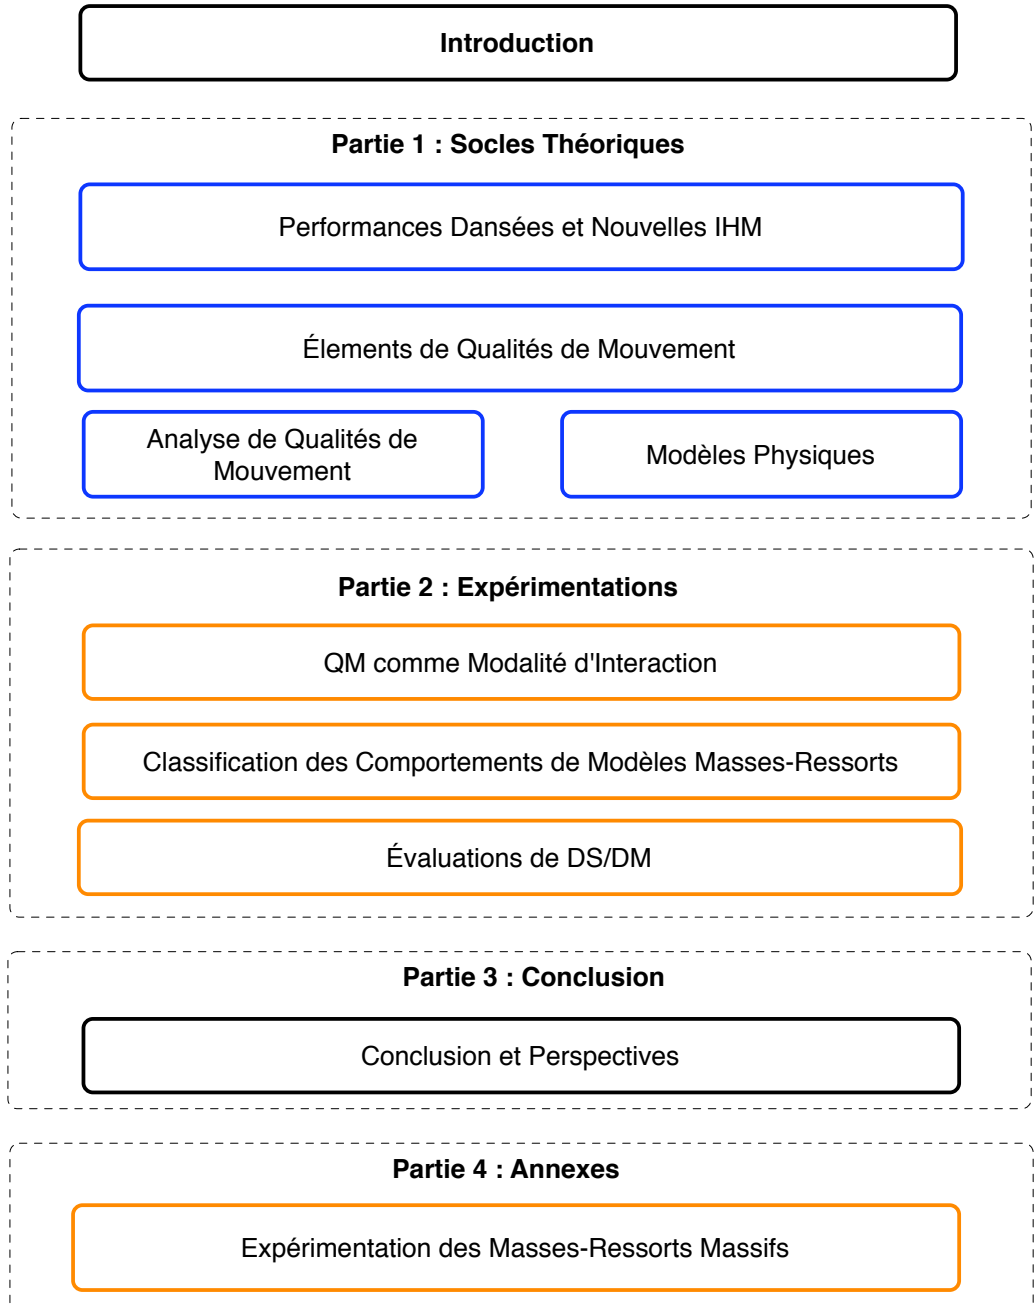 Introduction
Partie 1 : Socles Théoriques
Performances Dansées et Nouvelles IHM
Élements de Qualités de Mouvement
Analyse de Qualités de
Mouvement
Modèles Physiques
Partie 2 : Expérimentations
QM comme Modalité d'Interaction
Classification des Comportements de Modèles Masses-Ressorts
Évaluations de DS/DM
Partie 3 : Conclusion
Conclusion et Perspectives
Partie 4 : Annexes
Expérimentation des Masses-Ressorts Massifs